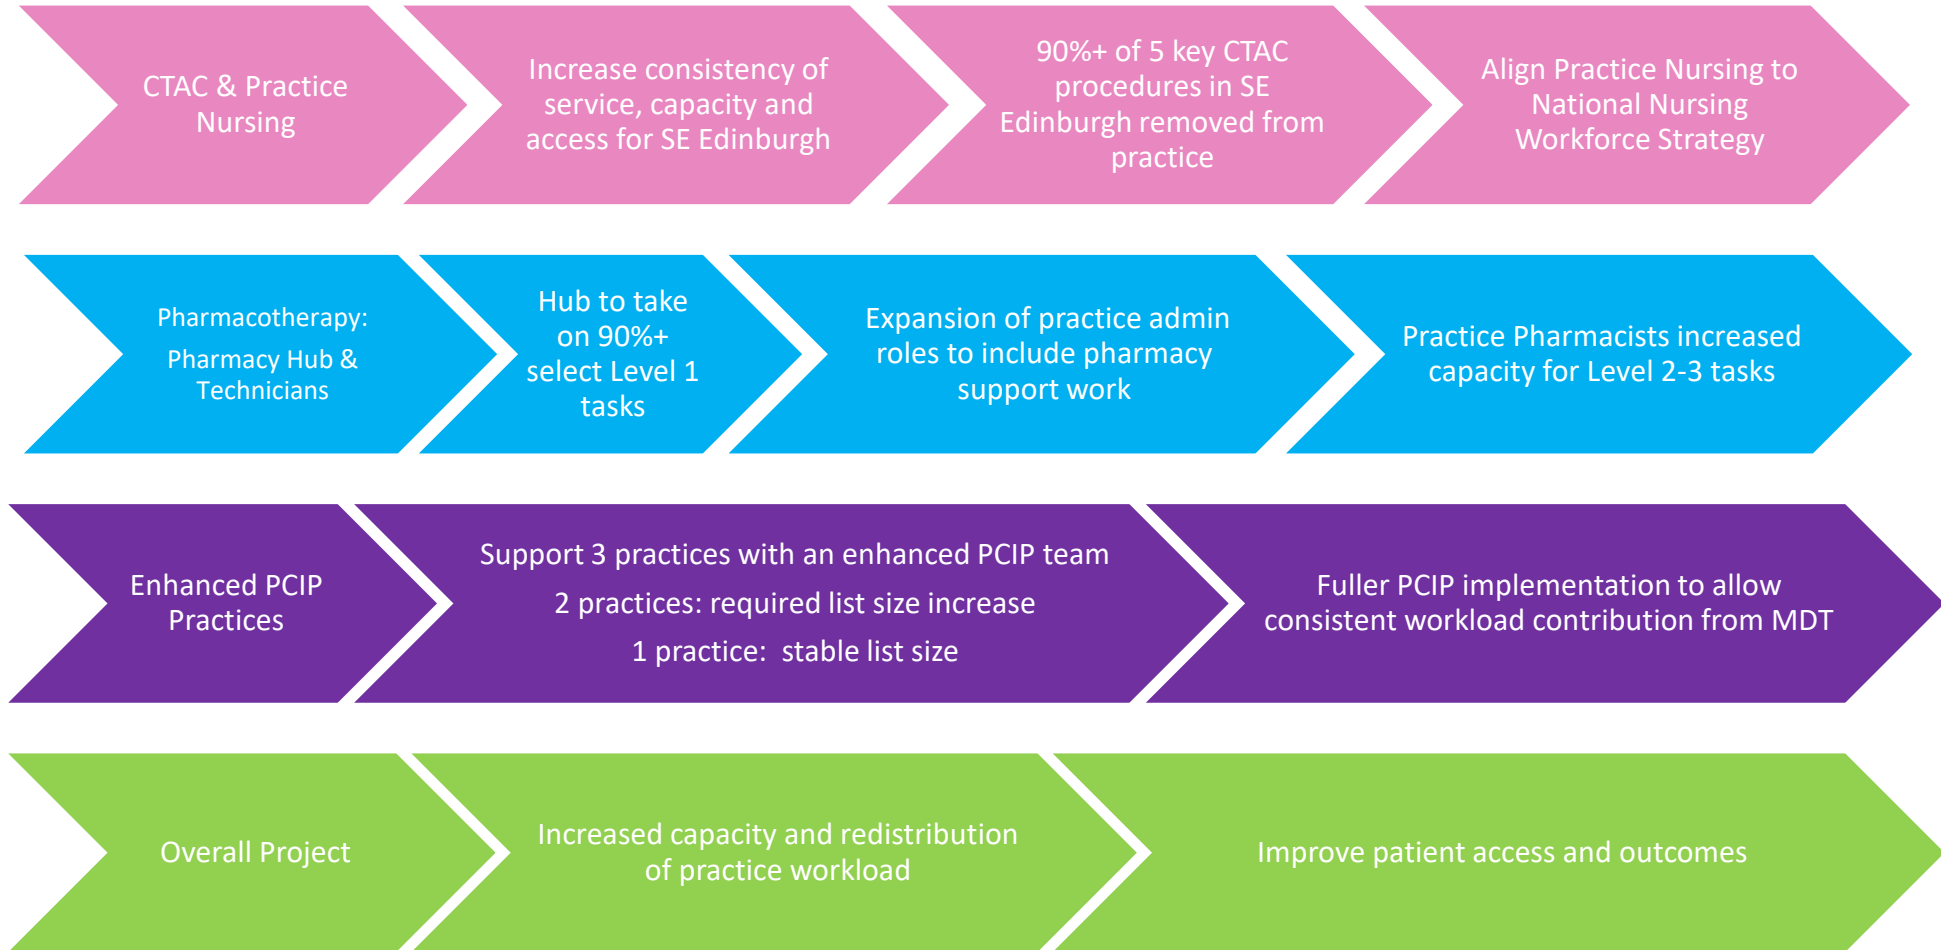 CTAC & Practice
Nursing
Increase consistency of
service, capacity and
access for SE Edinburgh
90%+ of 5 key CTAC
procedures in SE
Edinburgh removed from
practice
Align Practice Nursing to
National Nursing
Workforce Strategy
Pharmacotherapy:
Pharmacy Hub &
Technicians
Hub to take
on 90%+
select Level 1
tasks
Expansion of practice admin
roles to include pharmacy
support work
Practice Pharmacists increased
capacity for Level 2-3 tasks
Enhanced PCIP
Practices
Support 3 practices with an enhanced PCIP team
2 practices: required list size increase
1 practice: stable list size
Fuller PCIP implementation to allow
consistent workload contribution from MDT
Overall Project
Increased capacity and redistribution
of practice workload
Improve patient access and outcomes